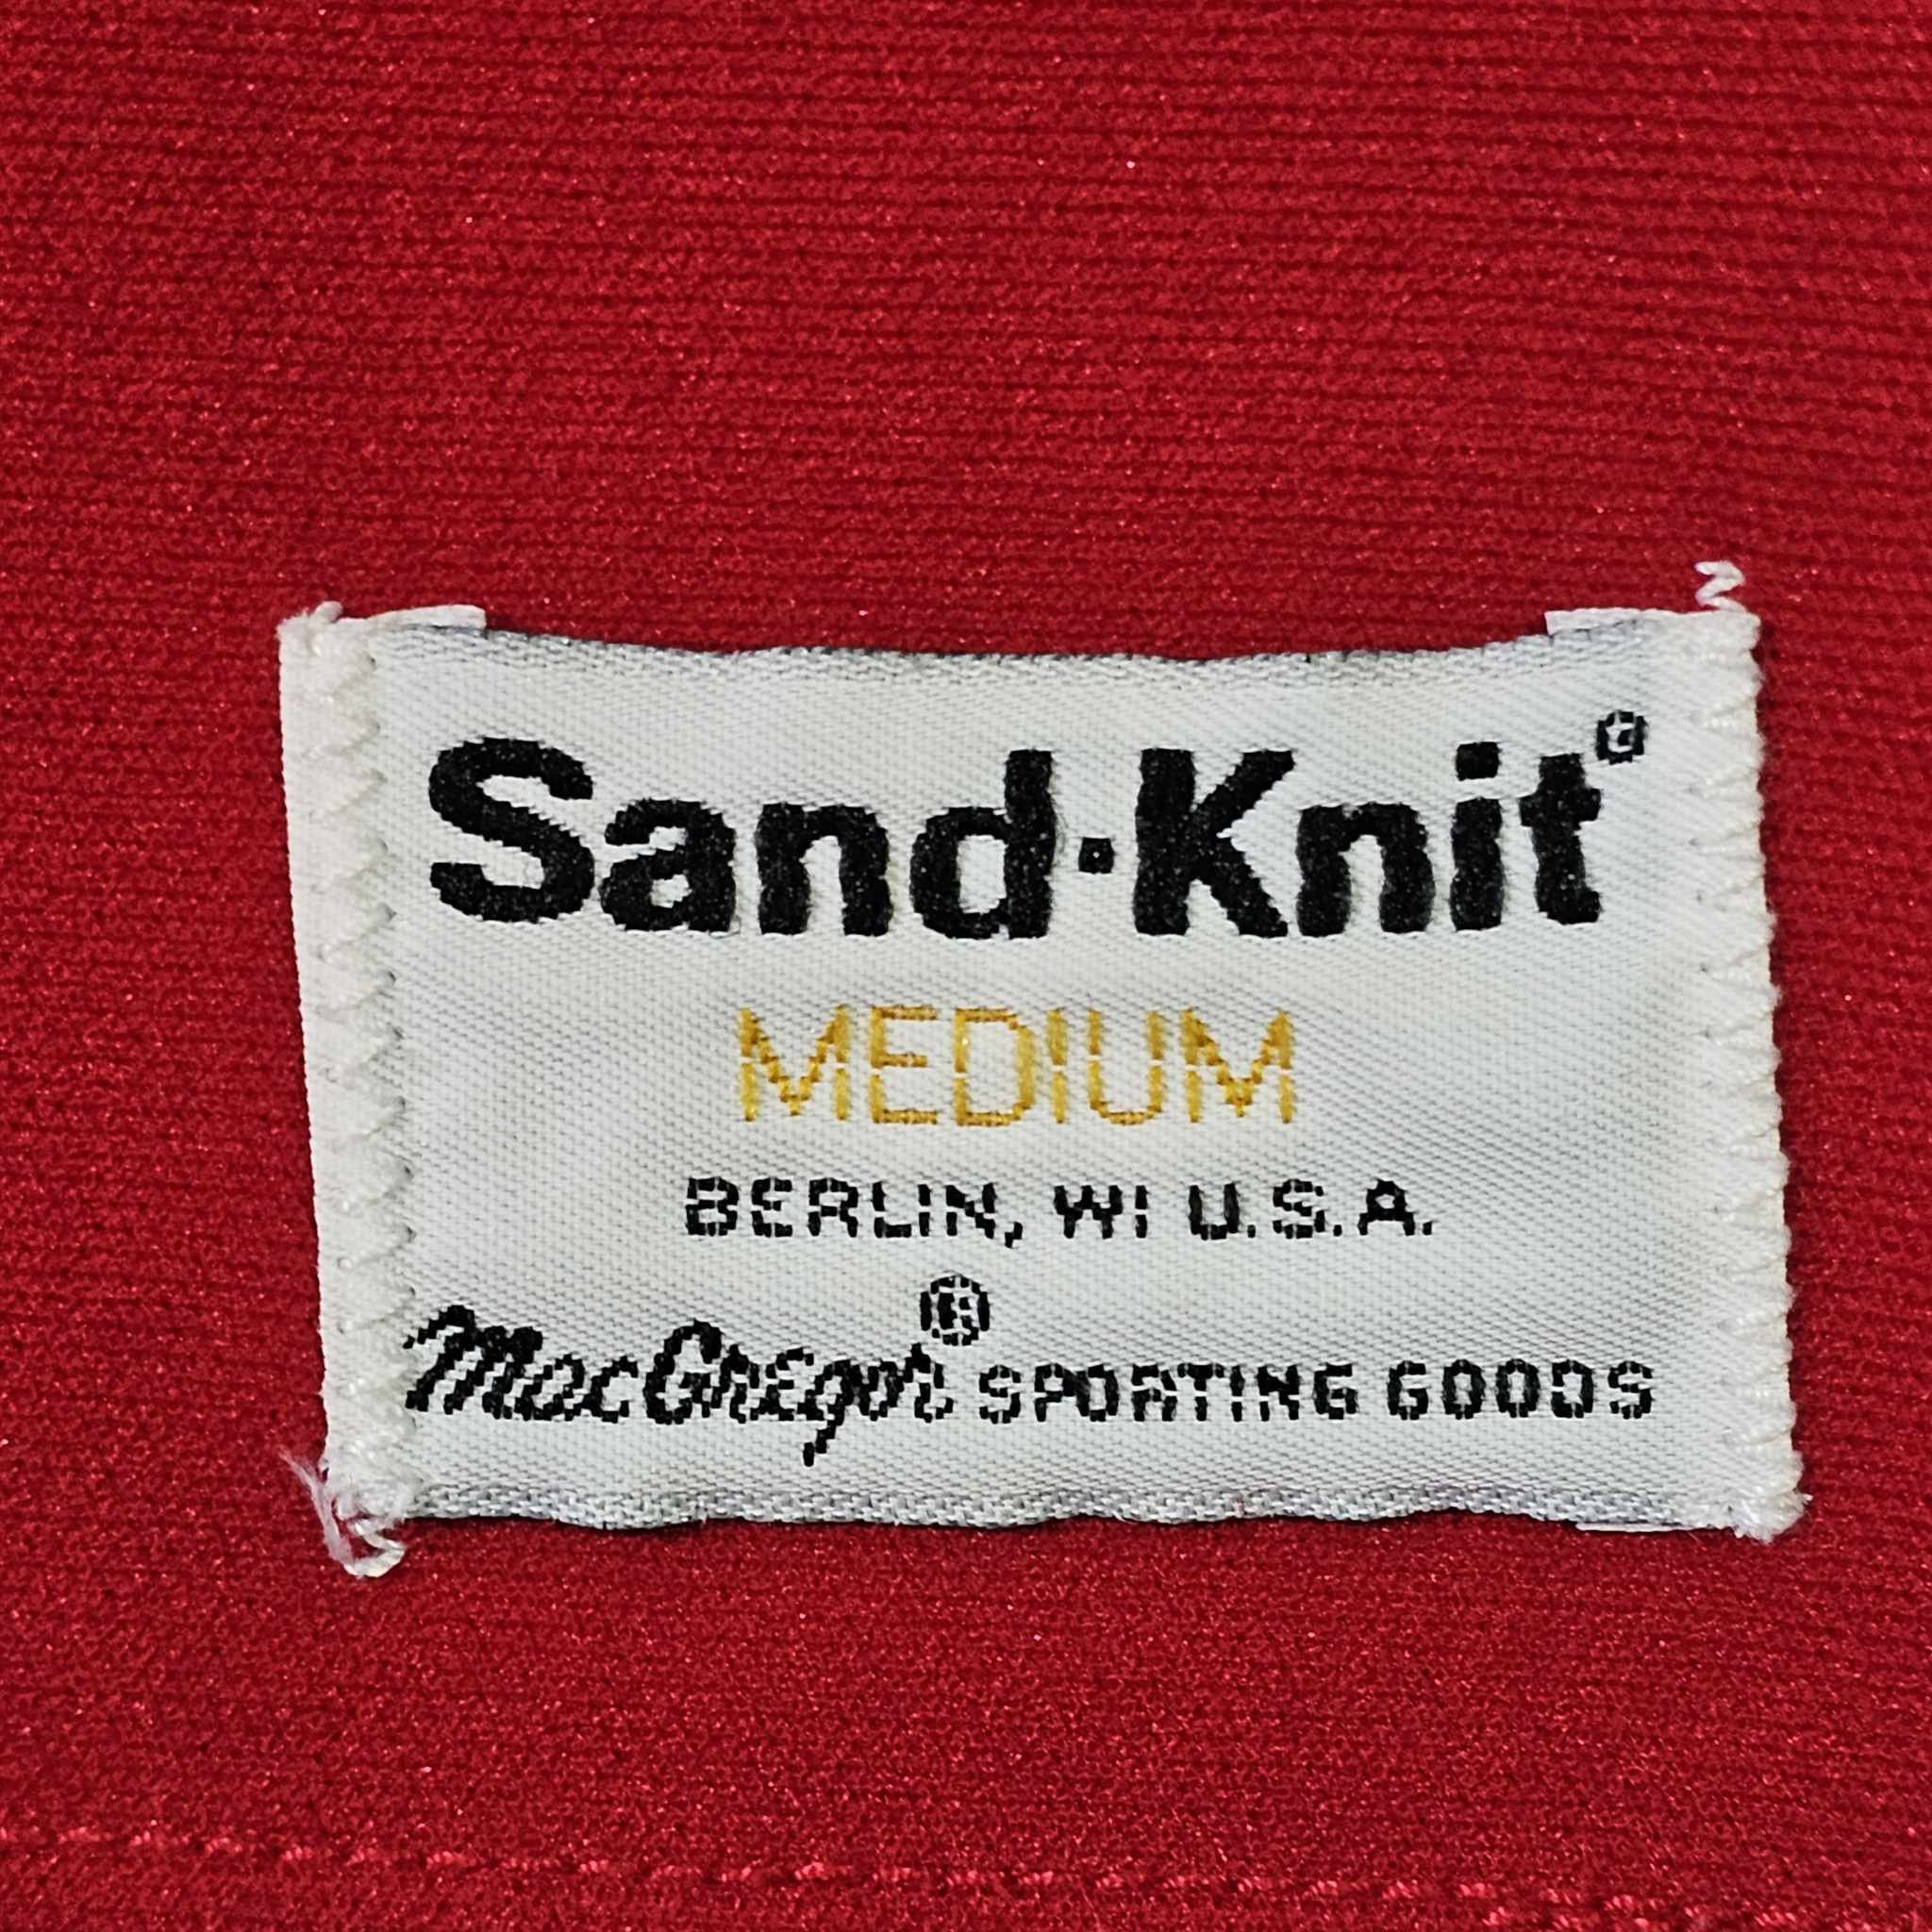 Sand·Knit®
MEDIUM
BERLIN, WI U.S.A.
MacGregor® SPORTING GOODS